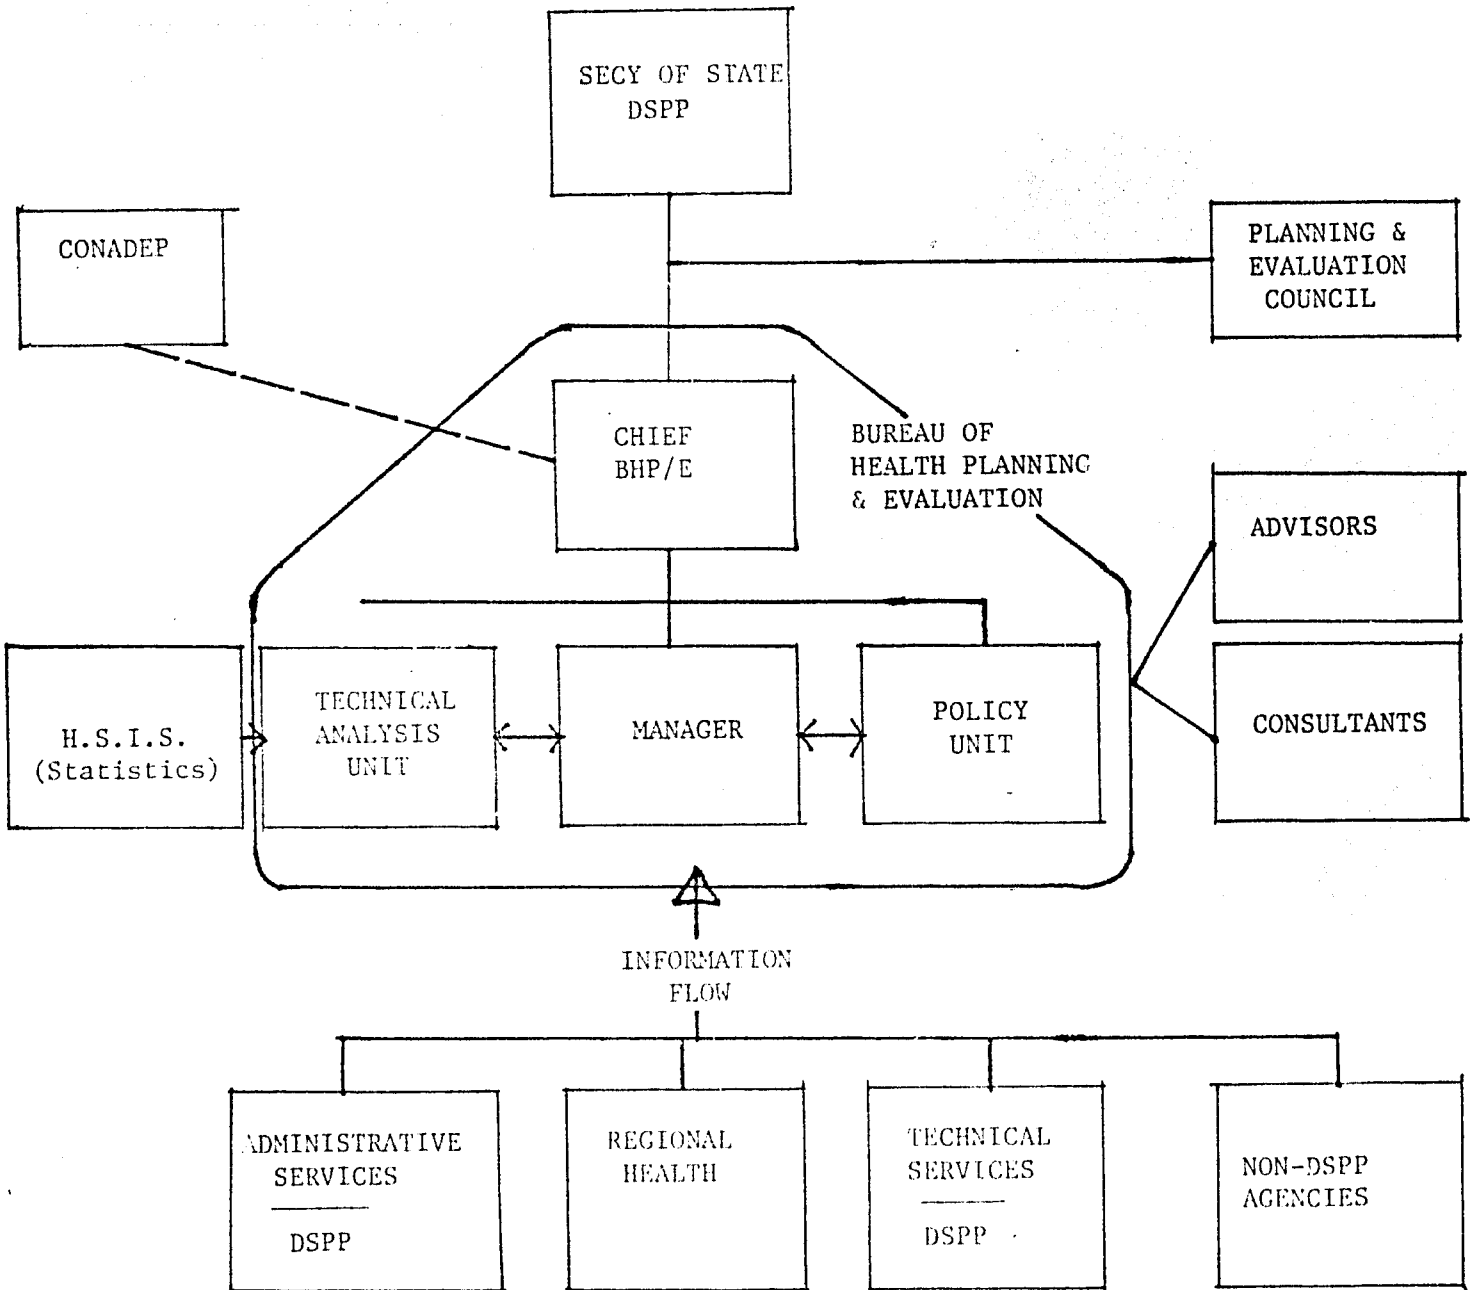 SECY OF STATE
DSPP
CONADEP
PLANNING &
EVALUATION
COUNCIL
CHIEF
BHP/E
BUREAU OF
HEALTH PLANNING
& EVALUATION
ADVISORS
H.S.I.S.
(Statistics)
TECHNICAL
ANALYSIS
UNIT
MANAGER
POLICY
UNIT
CONSULTANTS
INFORMATION
FLOW
ADMINISTRATIVE
SERVICES
DSPP
REGIONAL
HEALTH
TECHNICAL
SERVICES
DSPP
NON-DSPP
AGENCIES